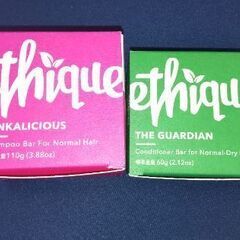 ethique
NKALICIOUS
mpoo Bar For Normal Hair
110g (3.88oz)
ethique
THE GUARDIAN
Conditioner Bar for Normal-Dry
60g (2.12oz)